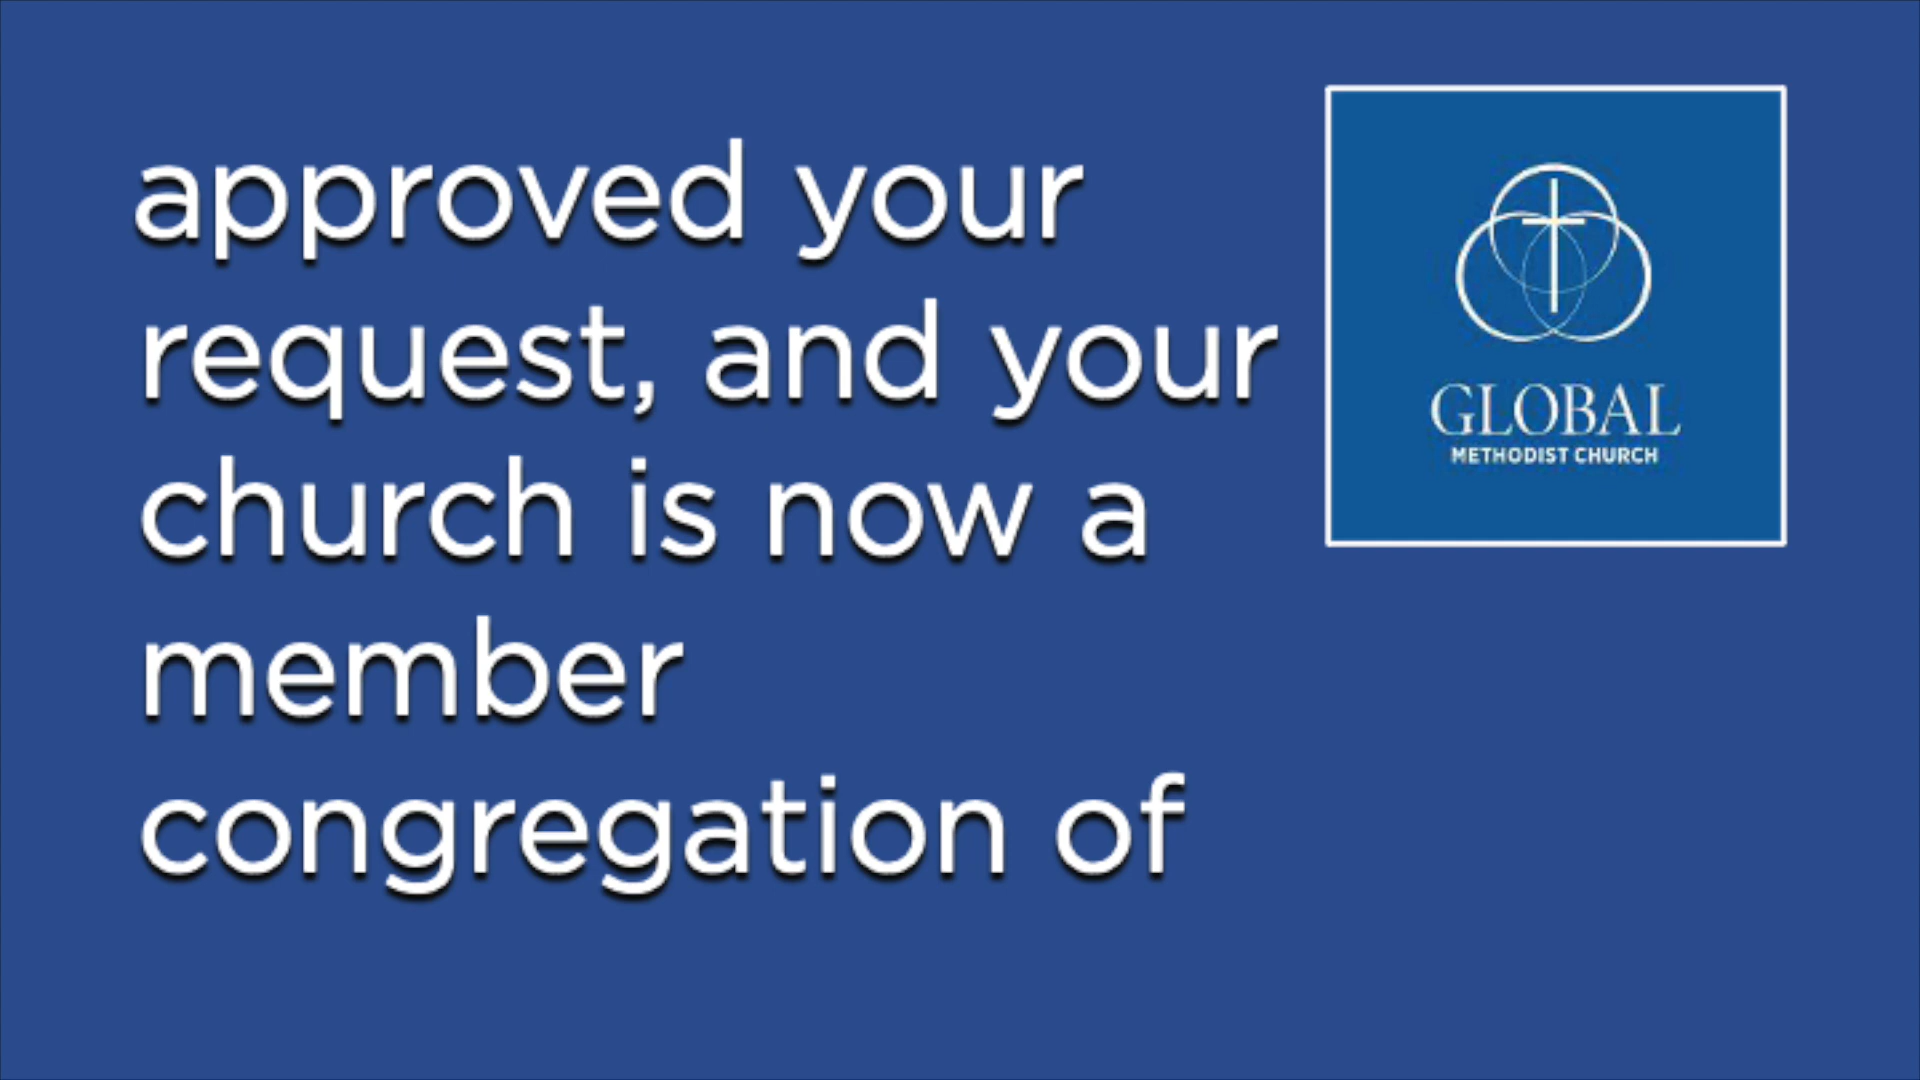 approved your
request, and your
church is now a
member
congregation of
GLOBAL
METHODIST CHURCH